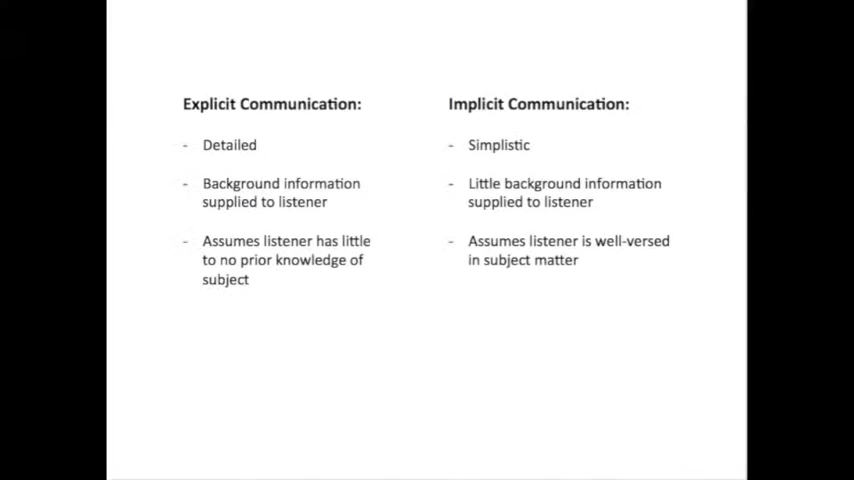 Explicit Communication:
- Detailed
- Background information
supplied to listener
- Assumes listener has little
to no prior knowledge of
subject
Implicit Communication:
- Simplistic
- Little background information
supplied to listener
- Assumes listener is well-versed
in subject matter